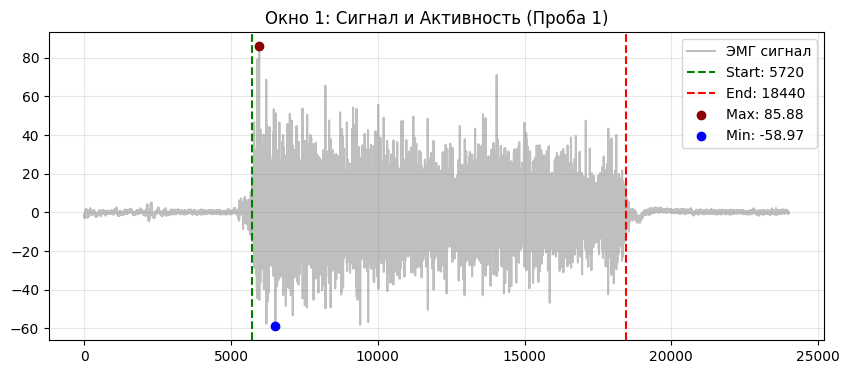 Окно 1: Сигнал и Активность (Проба 1)
ЭМГ сигнал
Start: 5720
End: 18440
Max: 85.88
Min: -58.97
80
60
40
20
0
−20
−40
−60
0 5000 10000 15000 20000 25000